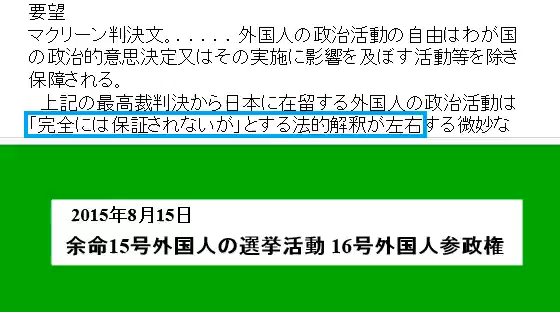 要望
マクリーン判決文。．．．．．外国人の政治活動の自由はわが国
の政治的意思決定又はその実施に影響を及ぼす活動等を除き
保障される。
上記の最高裁判決から日本に在留する外国人の政治活動は
「完全には保証されないが」とする法的解釈が左右する微妙な
2015年8月15日
余命15号外国人の選挙活動 16号外国人参政権